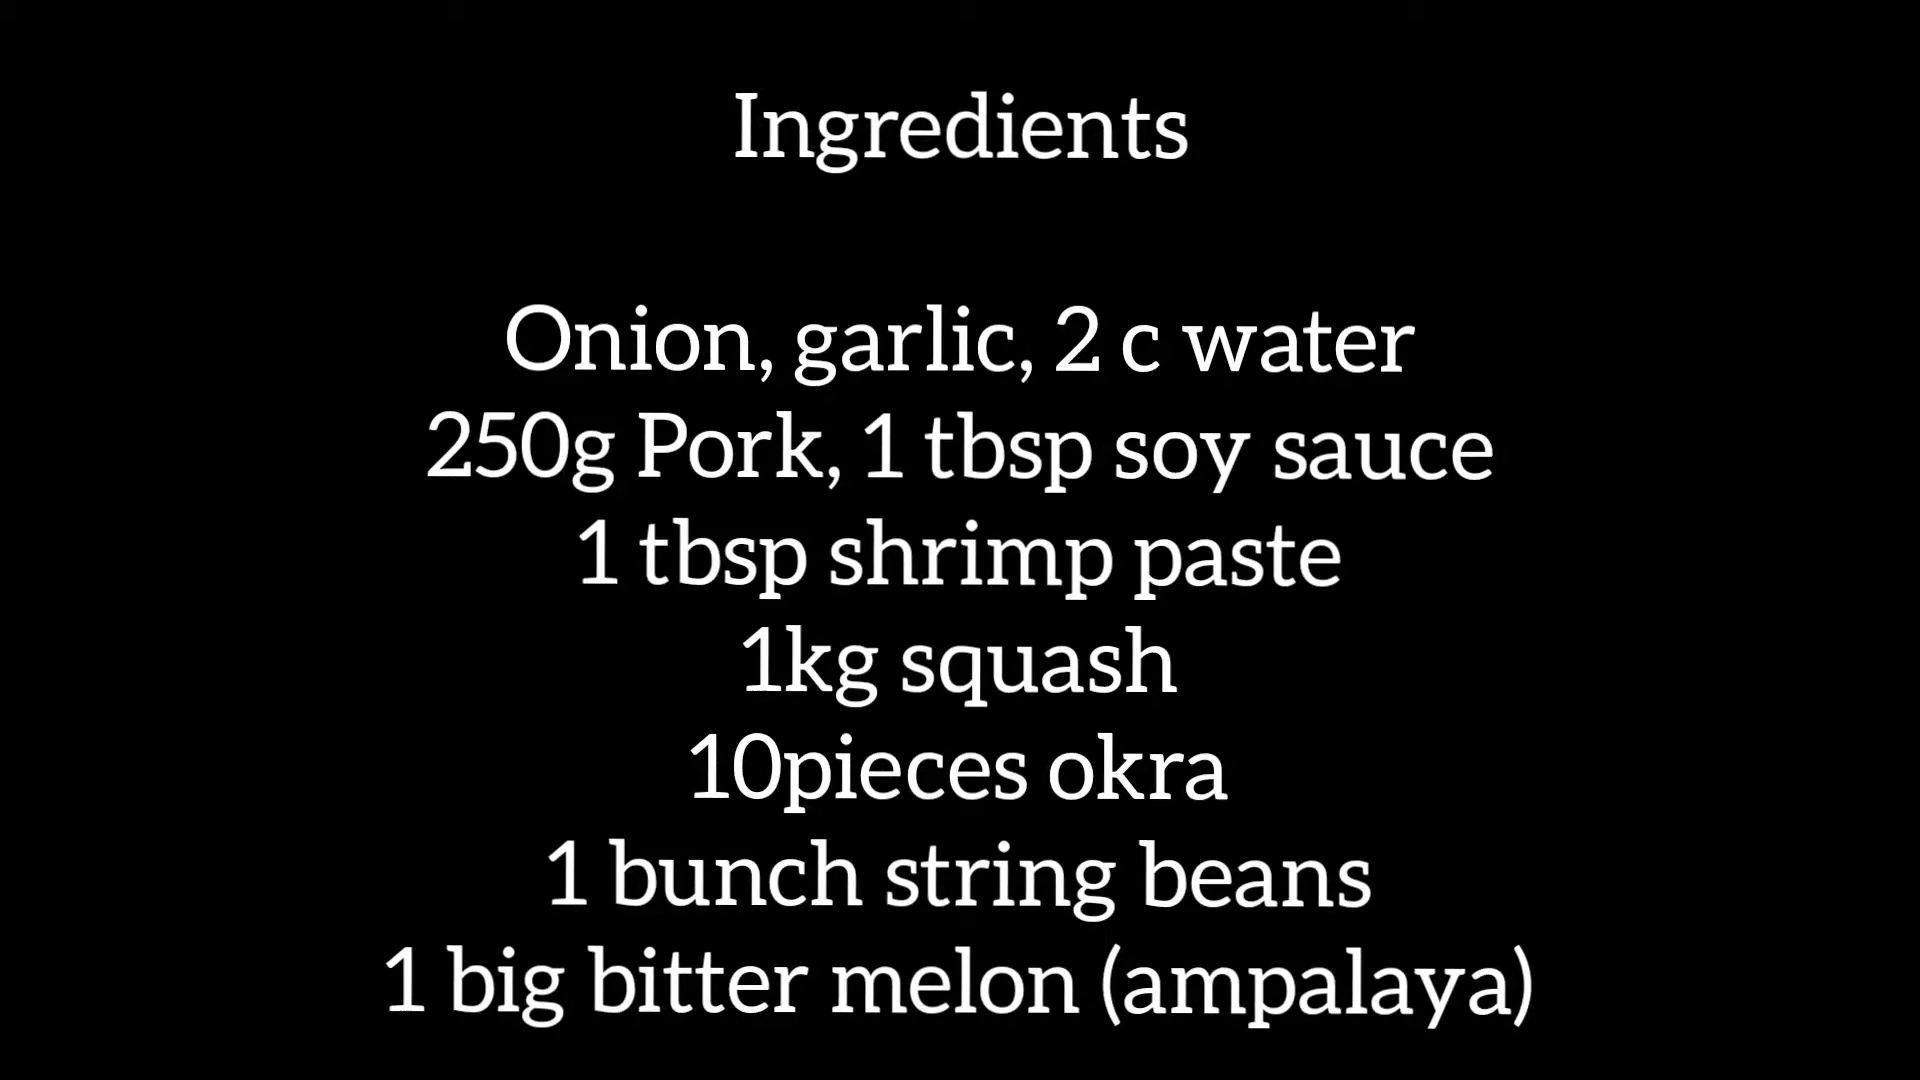 Ingredients
Onion, garlic, 2 c water
250g Pork, 1 tbsp soy sauce
1 tbsp shrimp paste
1kg squash
10pieces okra
1 bunch string beans
1 big bitter melon (ampalaya)